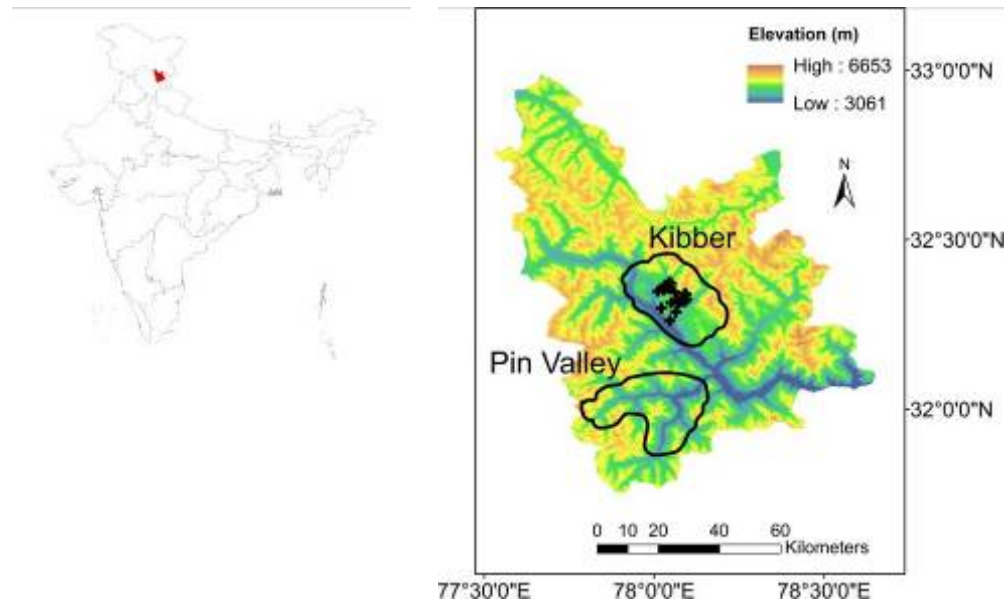 Elevation (m)
High : 6653
Low : 3061
33°0'0"N
N
Kibber
32°30'0"N
Pin Valley
32°0'0"N
0 10 20 40 60
Kilometers
77°30'0"E 78°0'0"E 78°30'0"E